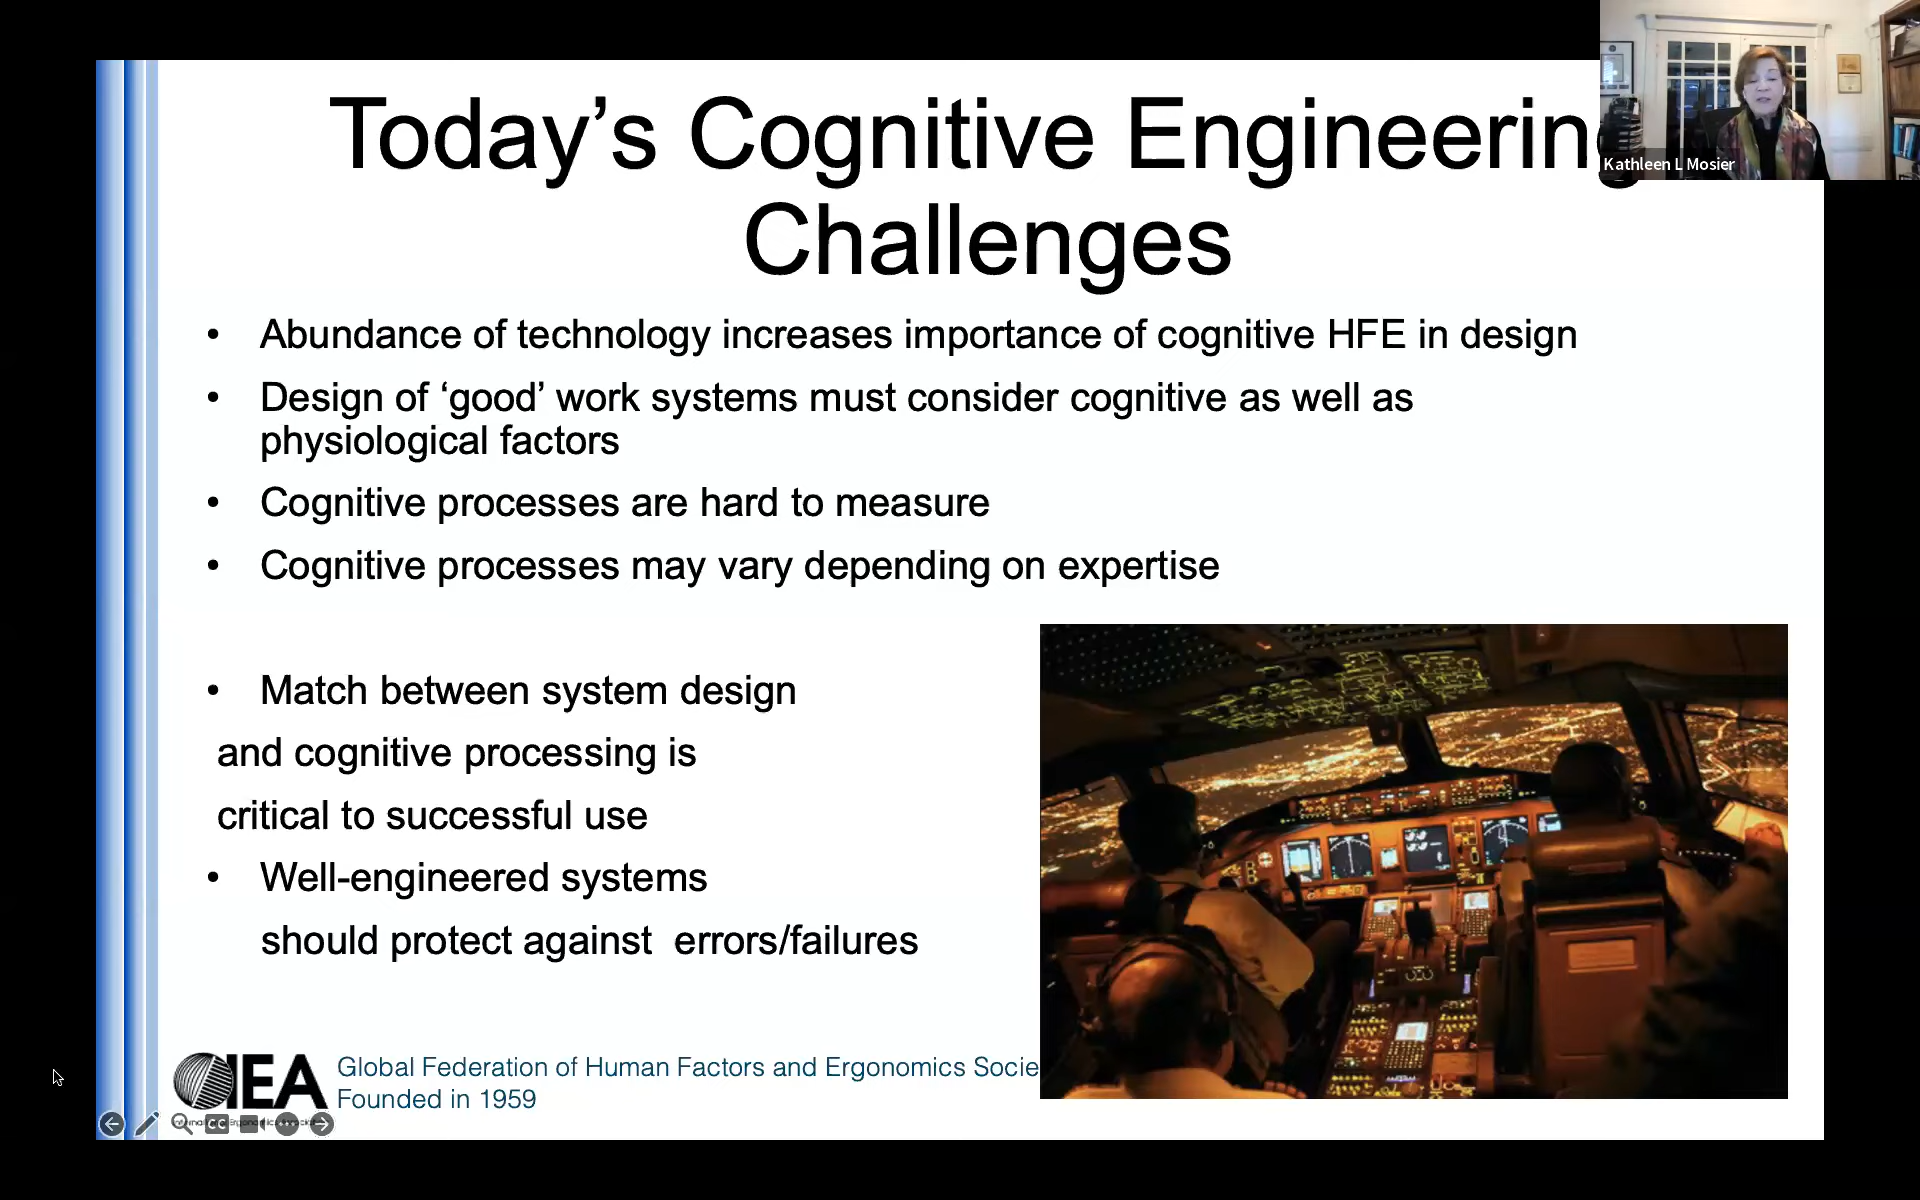 Today’s Cognitive Engineering
Challenges
Kathleen L Mosier
• Abundance of technology increases importance of cognitive HFE in design
• Design of ‘good’ work systems must consider cognitive as well as
physiological factors
• Cognitive processes are hard to measure
• Cognitive processes may vary depending on expertise
• Match between system design
and cognitive processing is
critical to successful use
• Well-engineered systems
should protect against  errors/failures
IEA
Global Federation of Human Factors and Ergonomics Socie
Founded in 1959
CC